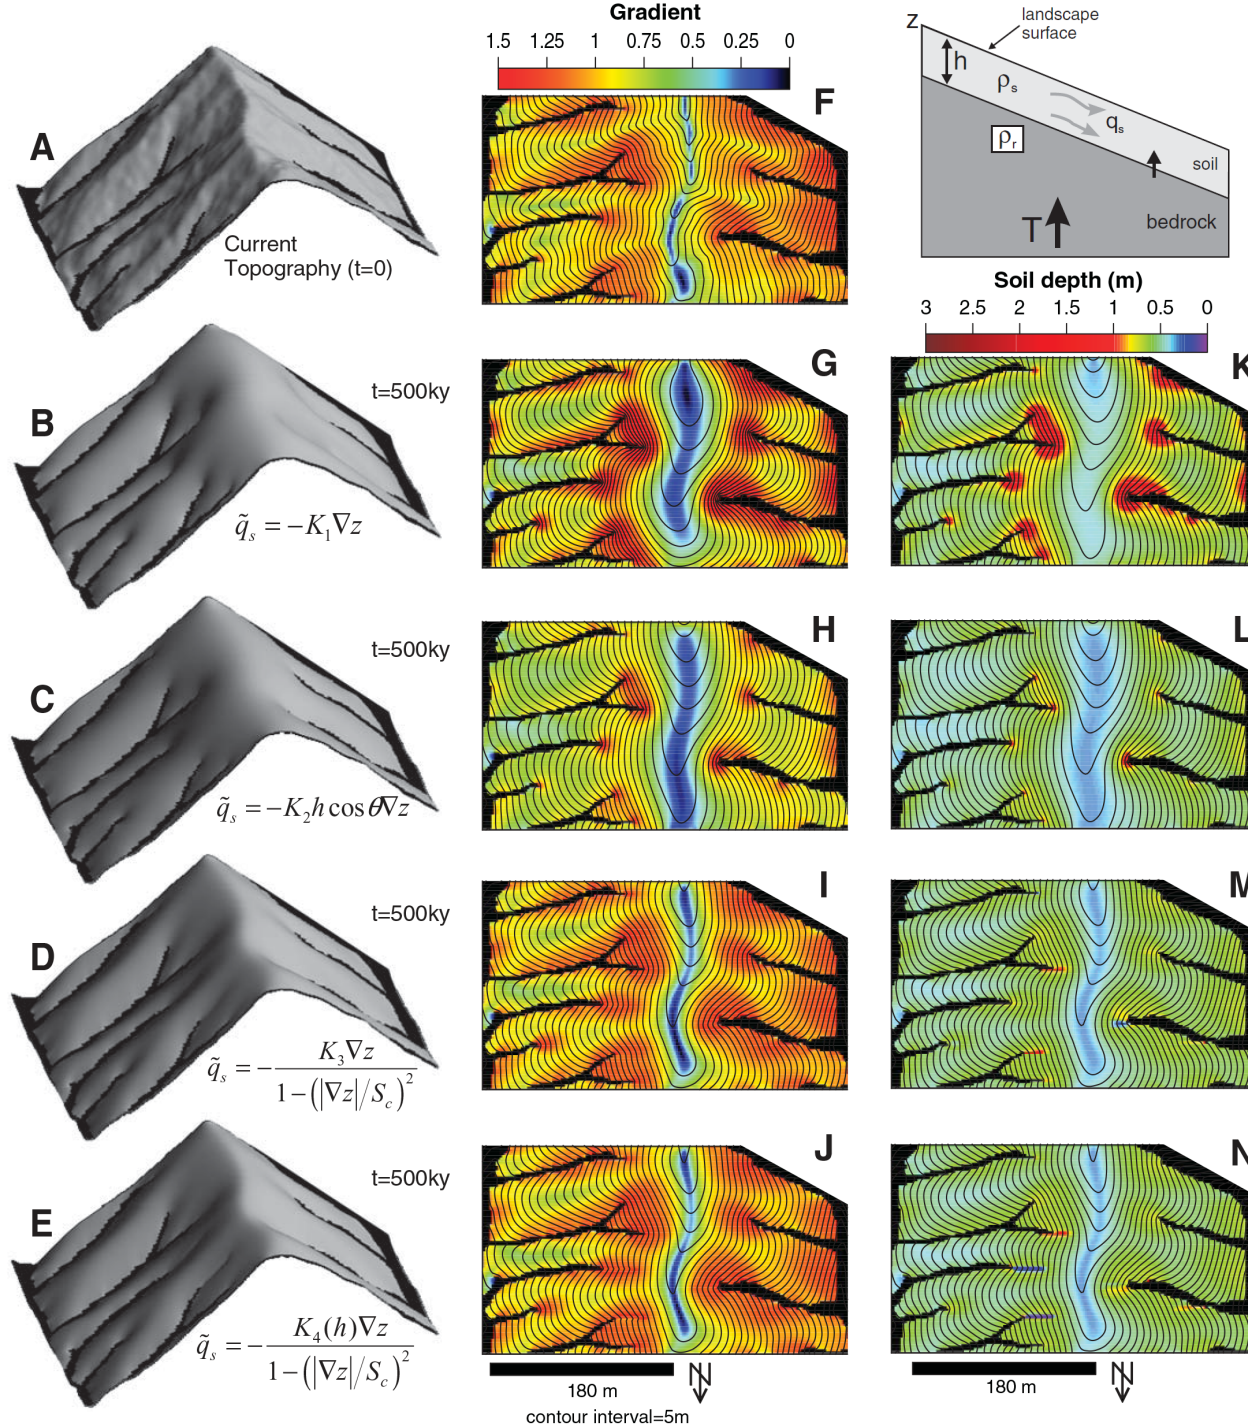 Gradient
1.5 1.25 1 0.75 0.5 0.25 0
A
Current
Topography (t=0)
F
z
landscape
surface
h
ρs
qs
ρr
soil
T
bedrock
Soil depth (m)
3 2.5 2 1.5 1 0.5 0
B
t=500ky
q̃s = −K1∇z
G
K
C
t=500ky
q̃s = −K2 h cos θ∇z
H
L
D
t=500ky
q̃s = − K3∇z / 1−(|∇z|/Sc)²
I
M
E
t=500ky
q̃s = − K4(h)∇z / 1−(|∇z|/Sc)²
J
N
180 m
N
contour interval=5m
180 m
N